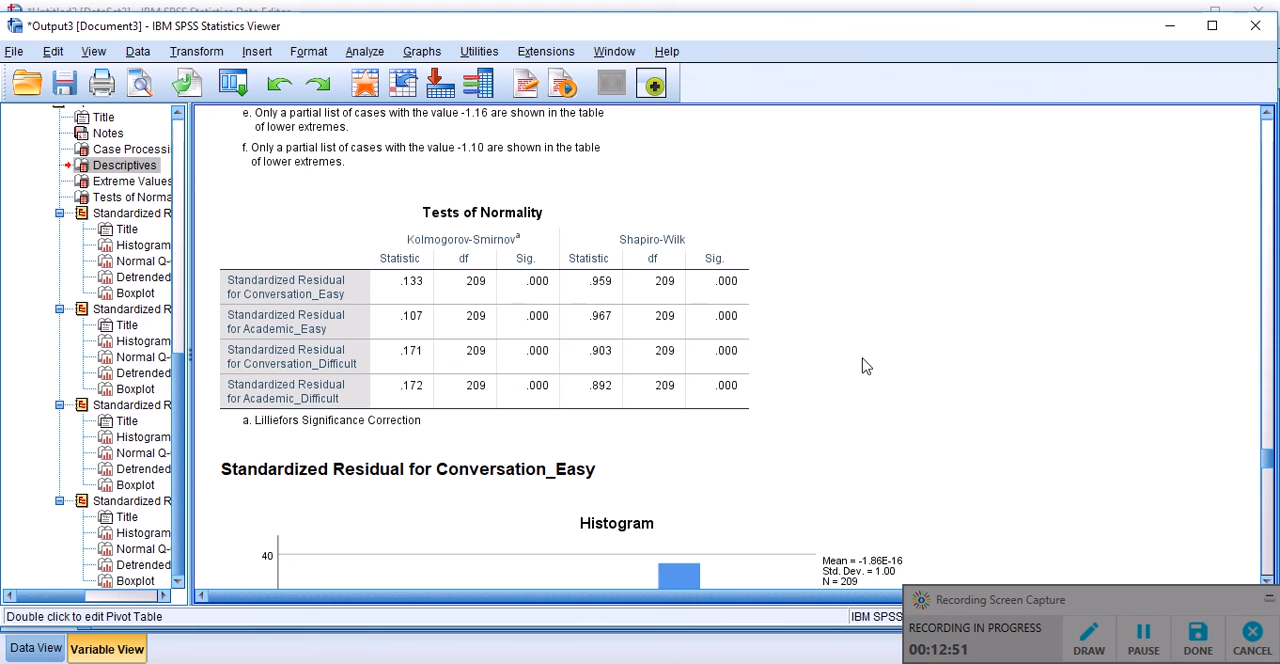 *Output3 [Document3] - IBM SPSS Statistics Viewer
File Edit View Data Transform Insert Format Analyze Graphs Utilities Extensions Window Help
Title
Notes
Case Processi
Descriptives
Extreme Values
Tests of Norma
Standardized R
Title
Histogram
Normal Q-
Detrended
Boxplot
Standardized R
Title
Histogram
Normal Q-
Detrended
Boxplot
Standardized R
Title
Histogram
Normal Q-
Detrended
Boxplot
Standardized R
Title
Histogram
Normal Q-
Detrended
Boxplot
e. Only a partial list of cases with the value -1.16 are shown in the table
of lower extremes.
f. Only a partial list of cases with the value -1.10 are shown in the table
of lower extremes.
Tests of Normality
Kolmogorov-Smirnovª Shapiro-Wilk
Statistic df Sig. Statistic df Sig.
Standardized Residual
for Conversation_Easy .133 209 .000 .959 209 .000
Standardized Residual
for Academic_Easy .107 209 .000 .967 209 .000
Standardized Residual
for Conversation_Difficult .171 209 .000 .903 209 .000
Standardized Residual
for Academic_Difficult .172 209 .000 .892 209 .000
a. Lilliefors Significance Correction
Standardized Residual for Conversation_Easy
Histogram
40
Mean = -1.86E-16
Std. Dev. = 1.00
N = 209
Double click to edit Pivot Table
IBM SPSS
Data View Variable View
Recording Screen Capture
RECORDING IN PROGRESS
00:12:51
DRAW PAUSE DONE CANCEL